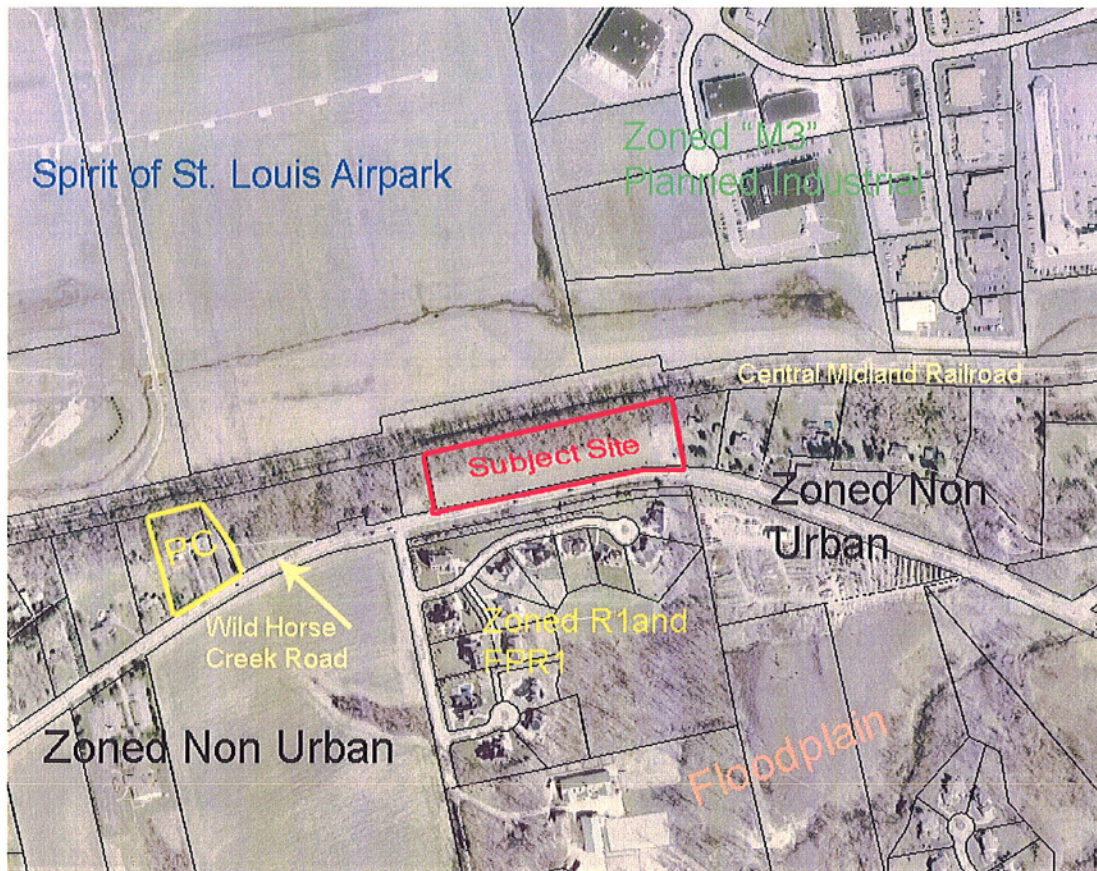 Spirit of St. Louis Airpark
Zoned "M3"
Planned Industrial
Central Midland Railroad
Subject Site
Zoned Non
Urban
PC
Wild Horse
Creek Road
Zoned R1and
FPR1
Zoned Non Urban
Floodplain